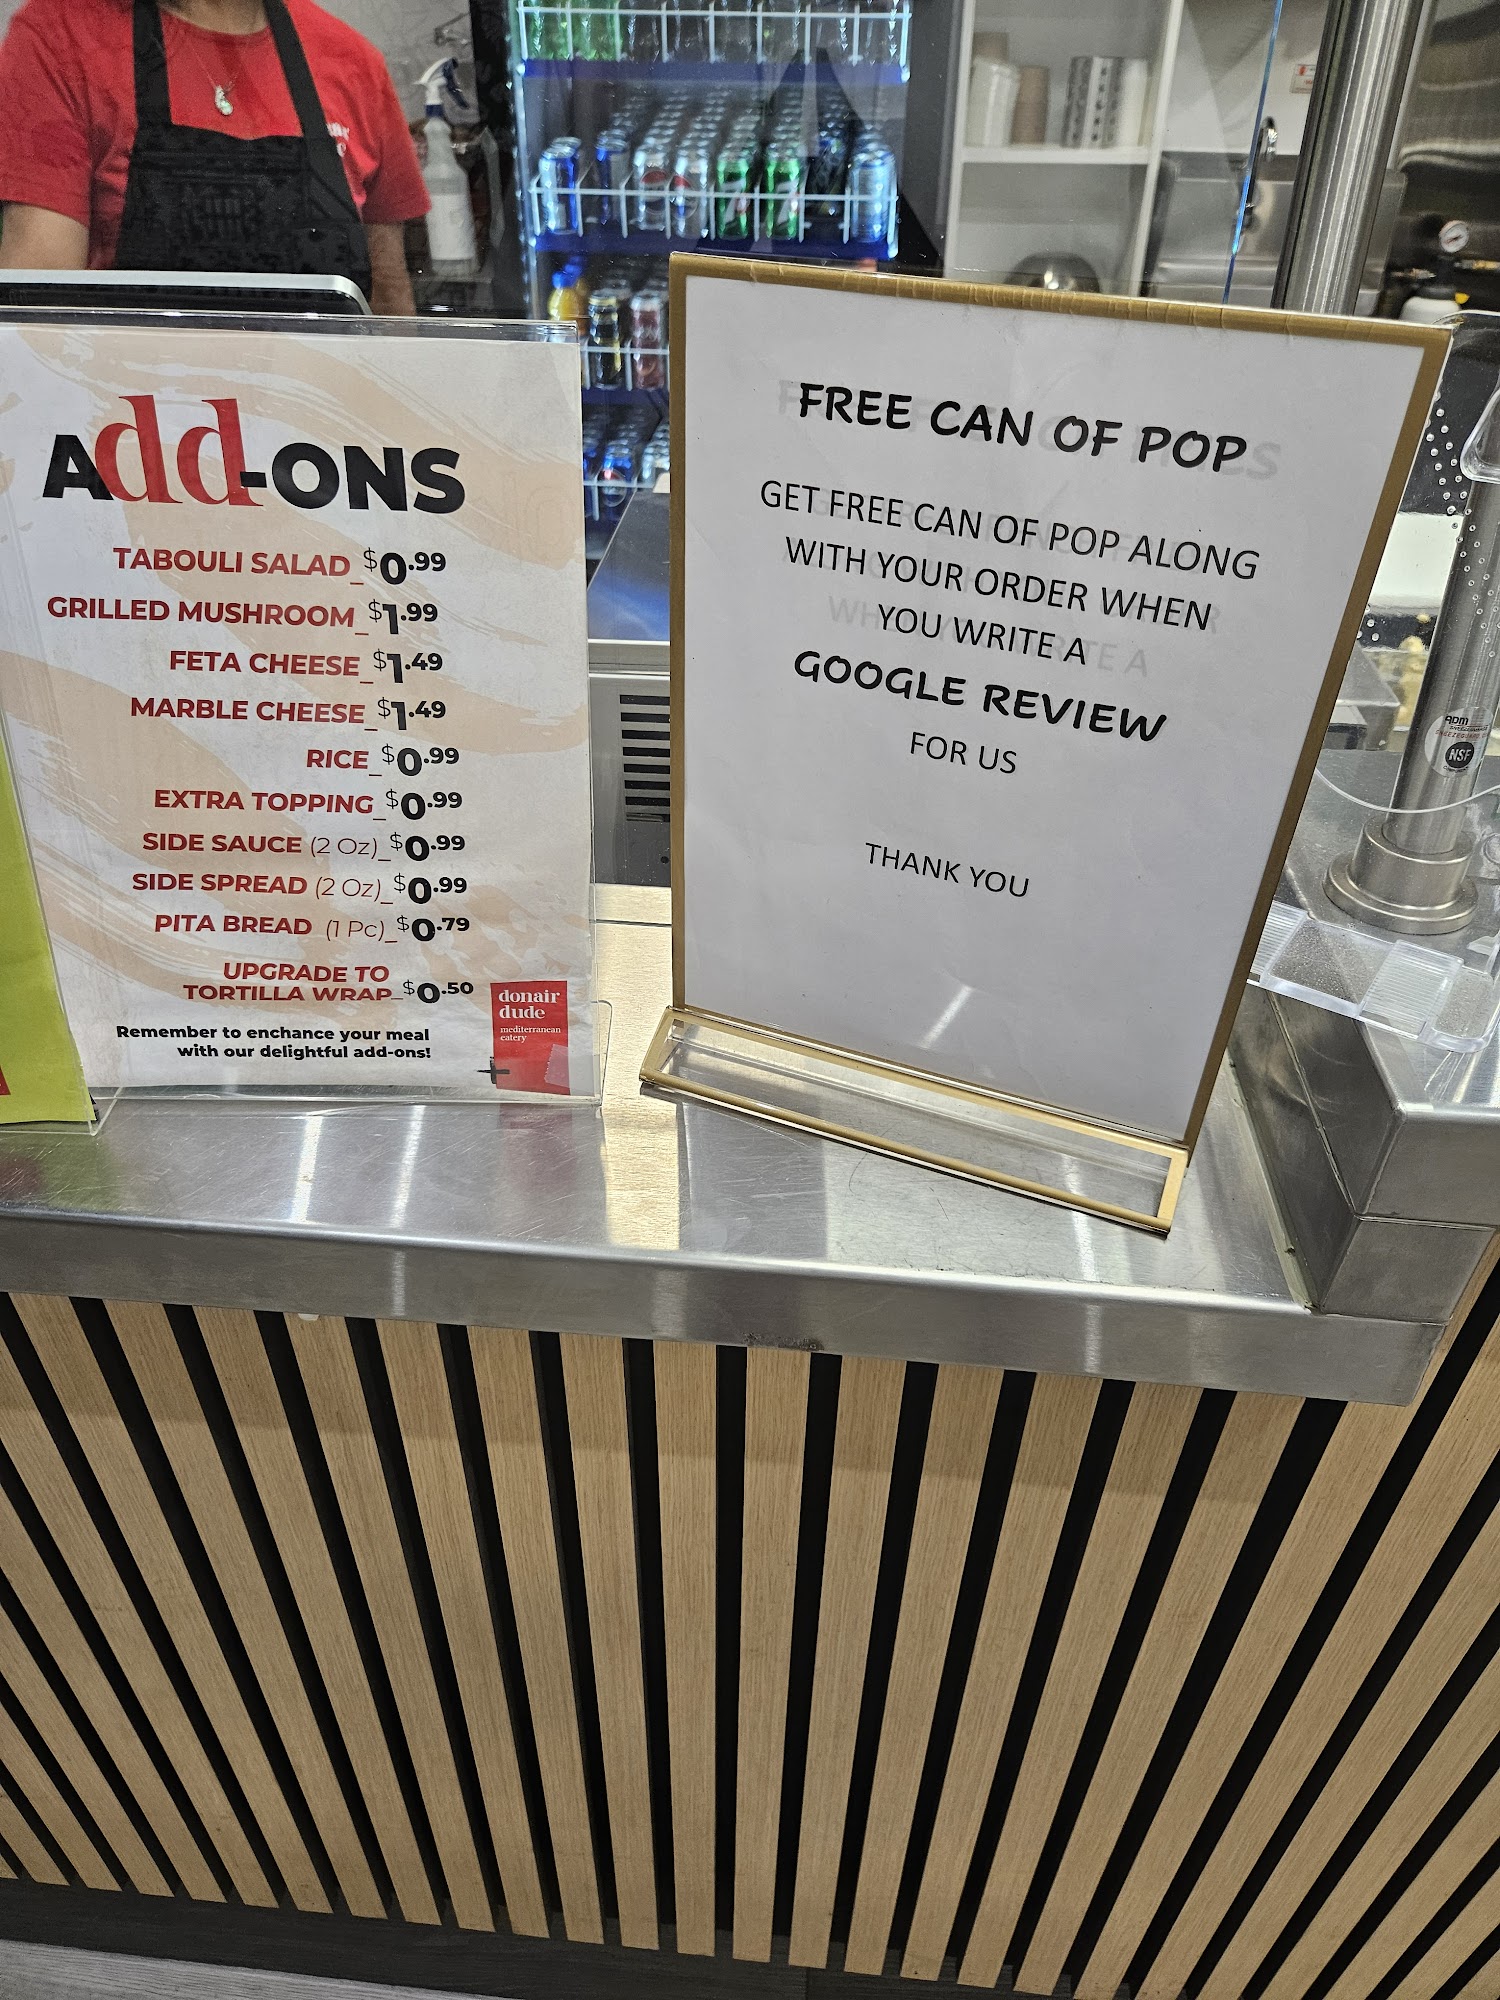 Add-ONS
TABOULI SALAD_$0.99
GRILLED MUSHROOM_$1.99
FETA CHEESE_$1.49
MARBLE CHEESE_$1.49
RICE_$0.99
EXTRA TOPPING_$0.99
SIDE SAUCE (2 Oz)_$0.99
SIDE SPREAD (2 Oz)_$0.99
PITA BREAD (1 Pc)_$0.79
UPGRADE TO
TORTILLA WRAP_$0.50
Remember to enchance your meal
with our delightful add-ons!
donair
dude
mediterranean
eatery
FREE CAN OF POP
GET FREE CAN OF POP ALONG
WITH YOUR ORDER WHEN
YOU WRITE A
GOOGLE REVIEW
FOR US
THANK YOU
NSF